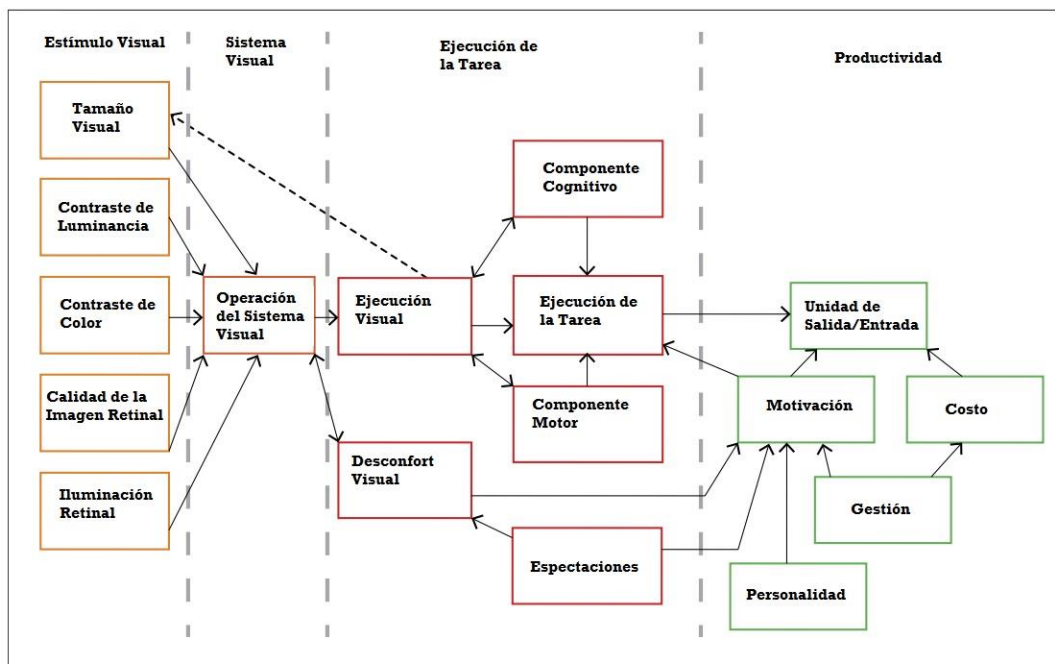 Estímulo Visual
Sistema
Visual
Ejecución de
la Tarea
Productividad
Tamaño
Visual
Contraste de
Luminancia
Contraste de
Color
Calidad de la
Imagen Retinal
Iluminación
Retinal
Operación
del Sistema
Visual
Ejecución
Visual
Desconfort
Visual
Componente
Cognitivo
Ejecución de
la Tarea
Componente
Motor
Espectaciones
Unidad de
Salida/Entrada
Motivación
Costo
Gestión
Personalidad